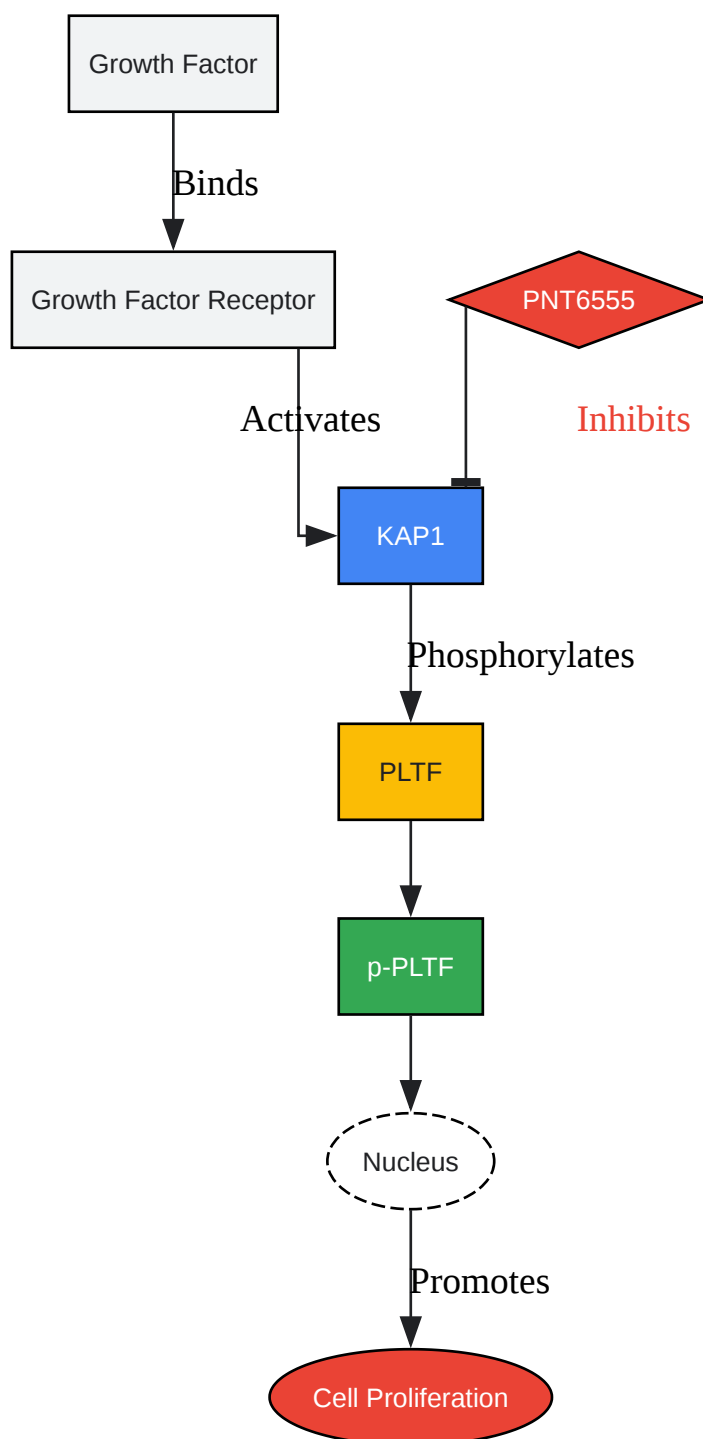 Growth Factor
Binds
Growth Factor Receptor
PNT6555
Activates
Inhibits
KAP1
Phosphorylates
PLTF
p-PLTF
Nucleus
Promotes
Cell Proliferation